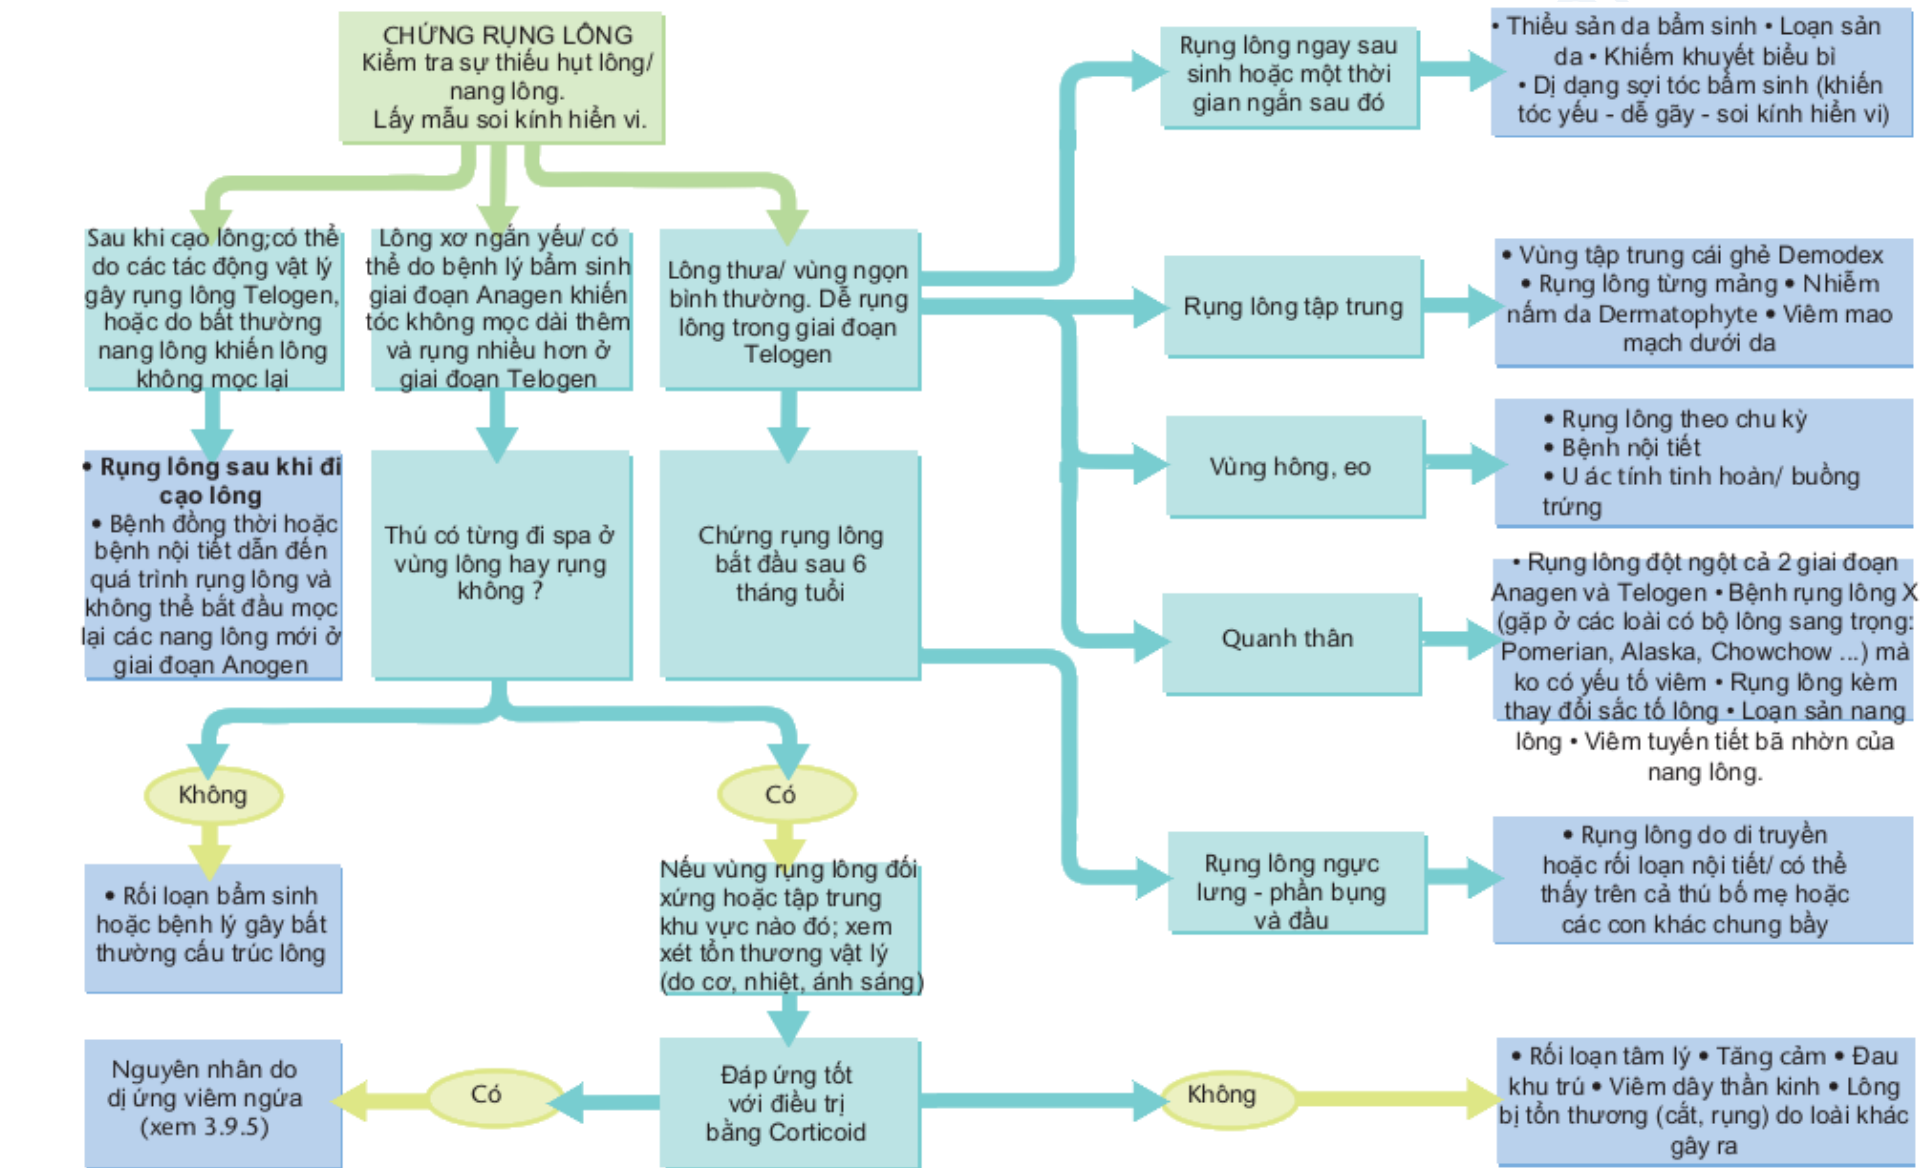 CHỨNG RỤNG LÔNG
Kiểm tra sự thiếu hụt lông/
nang lông.
Lấy mẫu soi kính hiển vi.
Sau khi cạo lông;có thể
do các tác động vật lý
gây rụng lông Telogen,
hoặc do bất thường
nang lông khiến lông
không mọc lại
Lông xơ ngắn yếu/ có
thể do bệnh lý bẩm sinh
giai đoạn Anagen khiến
tóc không mọc dài thêm
và rụng nhiều hơn ở
giai đoạn Telogen
Lông thưa/ vùng ngọn
bình thường. Dễ rụng
lông trong giai đoạn
Telogen
• Rụng lông sau khi đi
cạo lông
• Bệnh đồng thời hoặc
bệnh nội tiết dẫn đến
quá trình rụng lông và
không thể bắt đầu mọc
lại các nang lông mới ở
giai đoạn Anogen
Thú có từng đi spa ở
vùng lông hay rụng
không ?
Chứng rụng lông
bắt đầu sau 6
tháng tuổi
Không
Có
• Rối loạn bẩm sinh
hoặc bệnh lý gây bất
thường cấu trúc lông
Nếu vùng rụng lông đối
xứng hoặc tập trung
khu vực nào đó; xem
xét tổn thương vật lý
(do cơ, nhiệt, ánh sáng)
Nguyên nhân do
dị ứng viêm ngứa
(xem 3.9.5)
Có
Đáp ứng tốt
với điều trị
bằng Corticoid
Không
• Rối loạn tâm lý • Tăng cảm • Đau
khu trú • Viêm dây thần kinh • Lông
bị tổn thương (cắt, rụng) do loài khác
gây ra
Rụng lông ngay sau
sinh hoặc một thời
gian ngắn sau đó
• Thiểu sản da bẩm sinh • Loạn sản
da • Khiếm khuyết biểu bì
• Dị dạng sợi tóc bẩm sinh (khiến
tóc yếu - dễ gãy - soi kính hiển vi)
Rụng lông tập trung
• Vùng tập trung cái ghẻ Demodex
• Rụng lông từng mảng • Nhiễm
nấm da Dermatophyte • Viêm mao
mạch dưới da
Vùng hông, eo
• Rụng lông theo chu kỳ
• Bệnh nội tiết
• U ác tính tinh hoàn/ buồng
trứng
Quanh thân
• Rụng lông đột ngột cả 2 giai đoạn
Anagen và Telogen • Bệnh rụng lông X
(gặp ở các loài có bộ lông sang trọng:
Pomerian, Alaska, Chowchow ...) mà
ko có yếu tố viêm • Rụng lông kèm
thay đổi sắc tố lông • Loạn sản nang
lông • Viêm tuyến tiết bã nhờn của
nang lông.
Rụng lông ngực
lưng - phần bụng
và đầu
• Rụng lông do di truyền
hoặc rối loạn nội tiết/ có thể
thấy trên cả thú bố mẹ hoặc
các con khác chung bầy